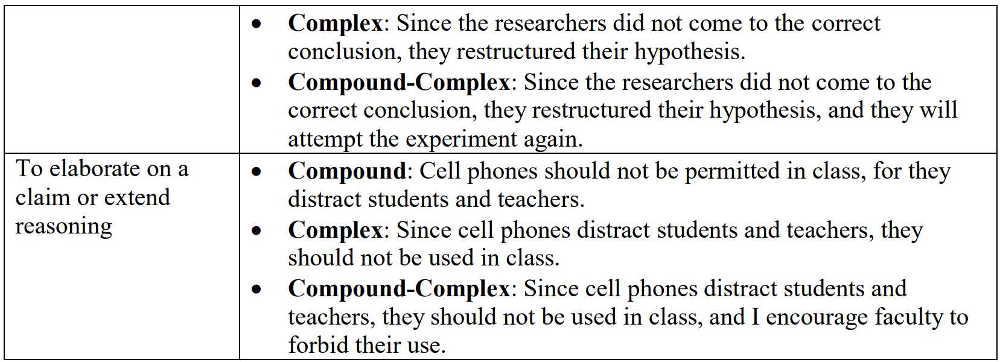 • Complex: Since the researchers did not come to the correct
conclusion, they restructured their hypothesis.
• Compound-Complex: Since the researchers did not come to the
correct conclusion, they restructured their hypothesis, and they will
attempt the experiment again.
To elaborate on a
claim or extend
reasoning
• Compound: Cell phones should not be permitted in class, for they
distract students and teachers.
• Complex: Since cell phones distract students and teachers, they
should not be used in class.
• Compound-Complex: Since cell phones distract students and
teachers, they should not be used in class, and I encourage faculty to
forbid their use.